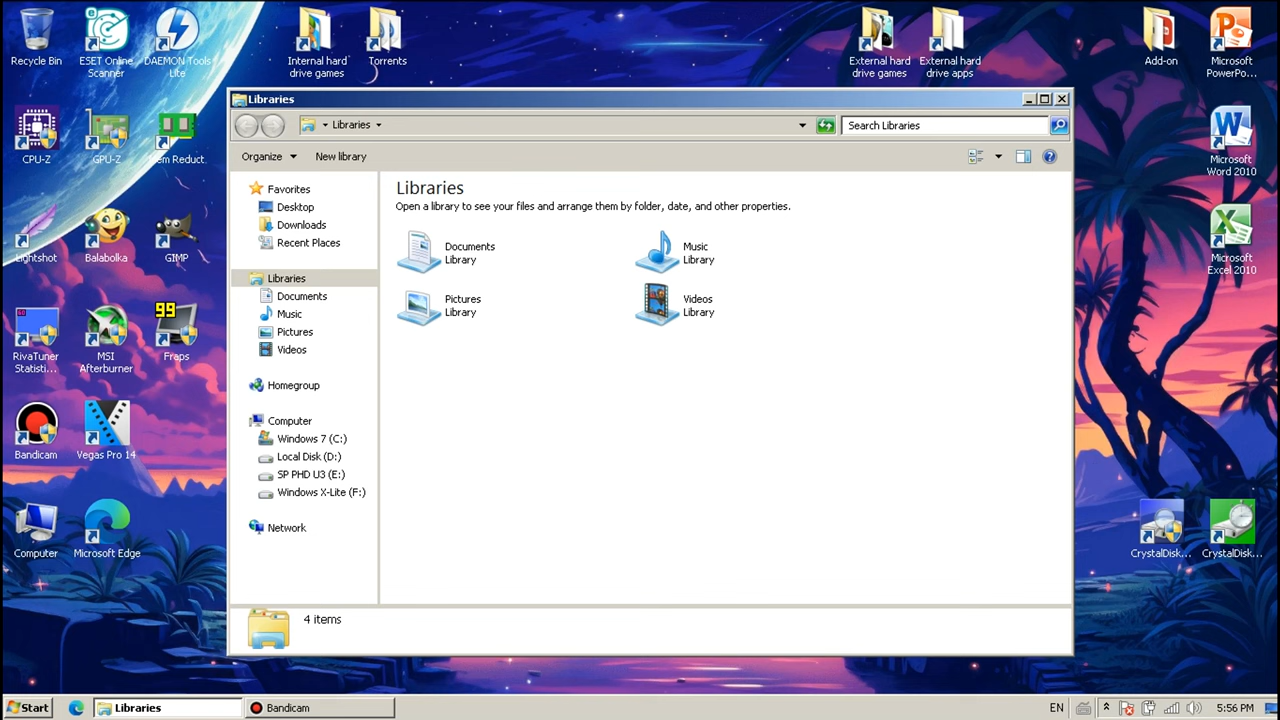 Recycle Bin
ESET Online
Scanner
DAEMON Tools
Lite
Internal hard
drive games
Torrents
External hard
drive games
External hard
drive apps
Add-on
Microsoft
PowerPo...
CPU-Z
GPU-Z
Mem Reduct.
Microsoft
Word 2010
Lightshot
Balabolka
GIMP
Microsoft
Excel 2010
60
RivaTuner
Statisti...
MSI
Afterburner
99
Fraps
Bandicam
Vegas Pro 14
Computer
Microsoft Edge
CrystalDisk...
CrystalDisk...
Libraries
Libraries
Search Libraries
Organize
New library
Favorites
Desktop
Downloads
Recent Places
Libraries
Documents
Music
Pictures
Videos
Homegroup
Computer
Windows 7 (C:)
Local Disk (D:)
SP PHD U3 (E:)
Windows X-Lite (F:)
Network
Libraries
Open a library to see your files and arrange them by folder, date, and other properties.
Documents
Library
Music
Library
Pictures
Library
Videos
Library
4 items
Start
Libraries
Bandicam
EN
5:56 PM